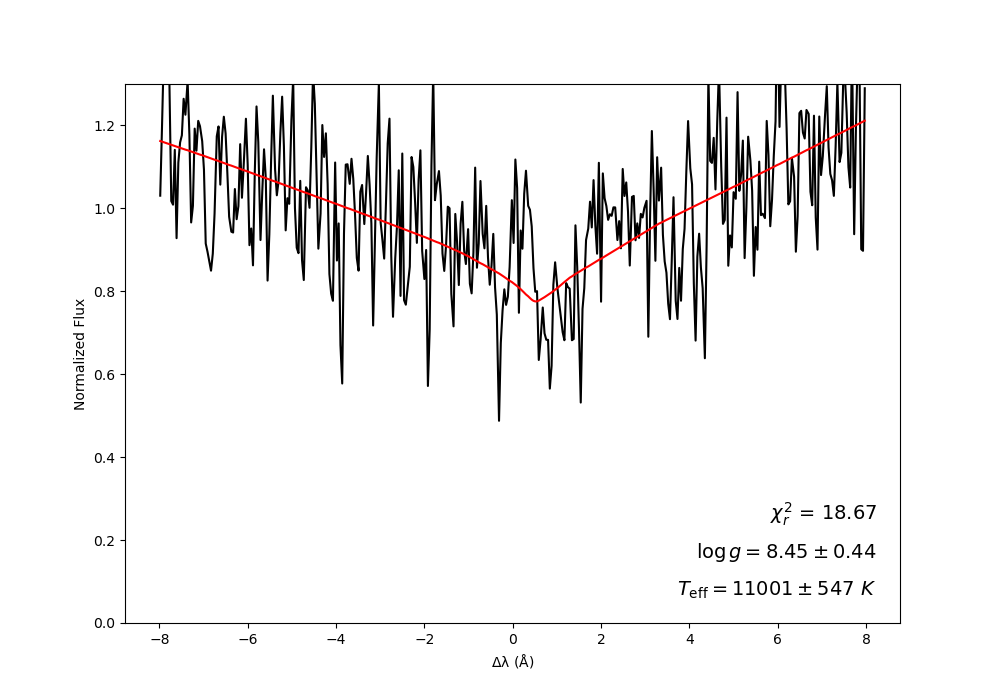 1.2
1.0
0.8
0.6
0.4
0.2
0.0
Normalized Flux
χ²ᵣ = 18.67
log g = 8.45 ± 0.44
T_eff = 11001 ± 547 K
−8 −6 −4 −2 0 2 4 6 8
Δλ (Å)